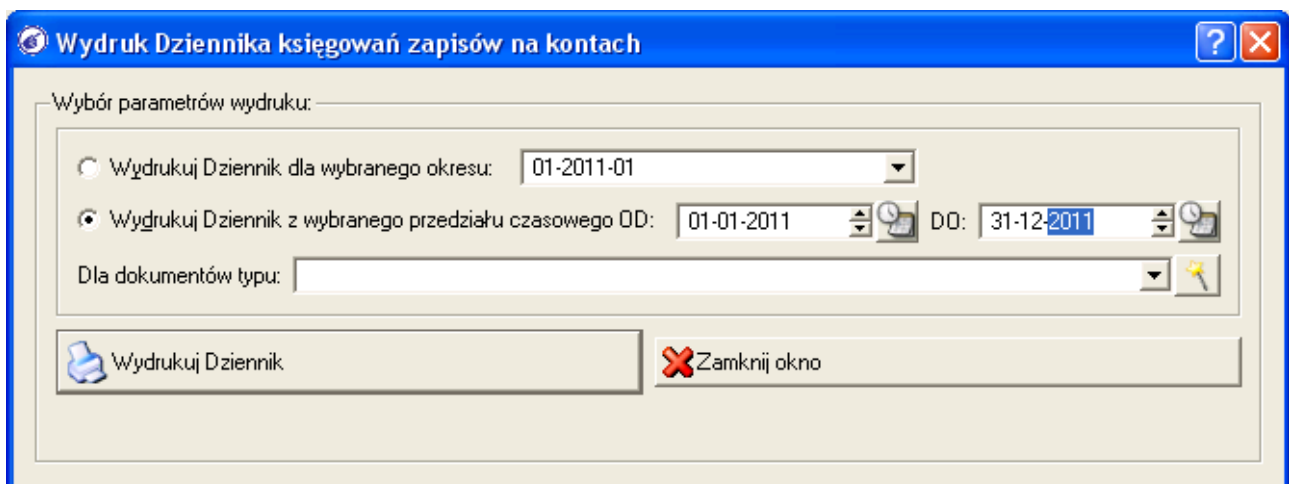 Wydruk Dziennika księgowań zapisów na kontach
Wybór parametrów wydruku:
Wydrukuj Dziennik dla wybranego okresu: 01-2011-01
Wydrukuj Dziennik z wybranego przedziału czasowego OD: 01-01-2011 DO: 31-12-2011
Dla dokumentów typu:
Wydrukuj Dziennik Zamknij okno